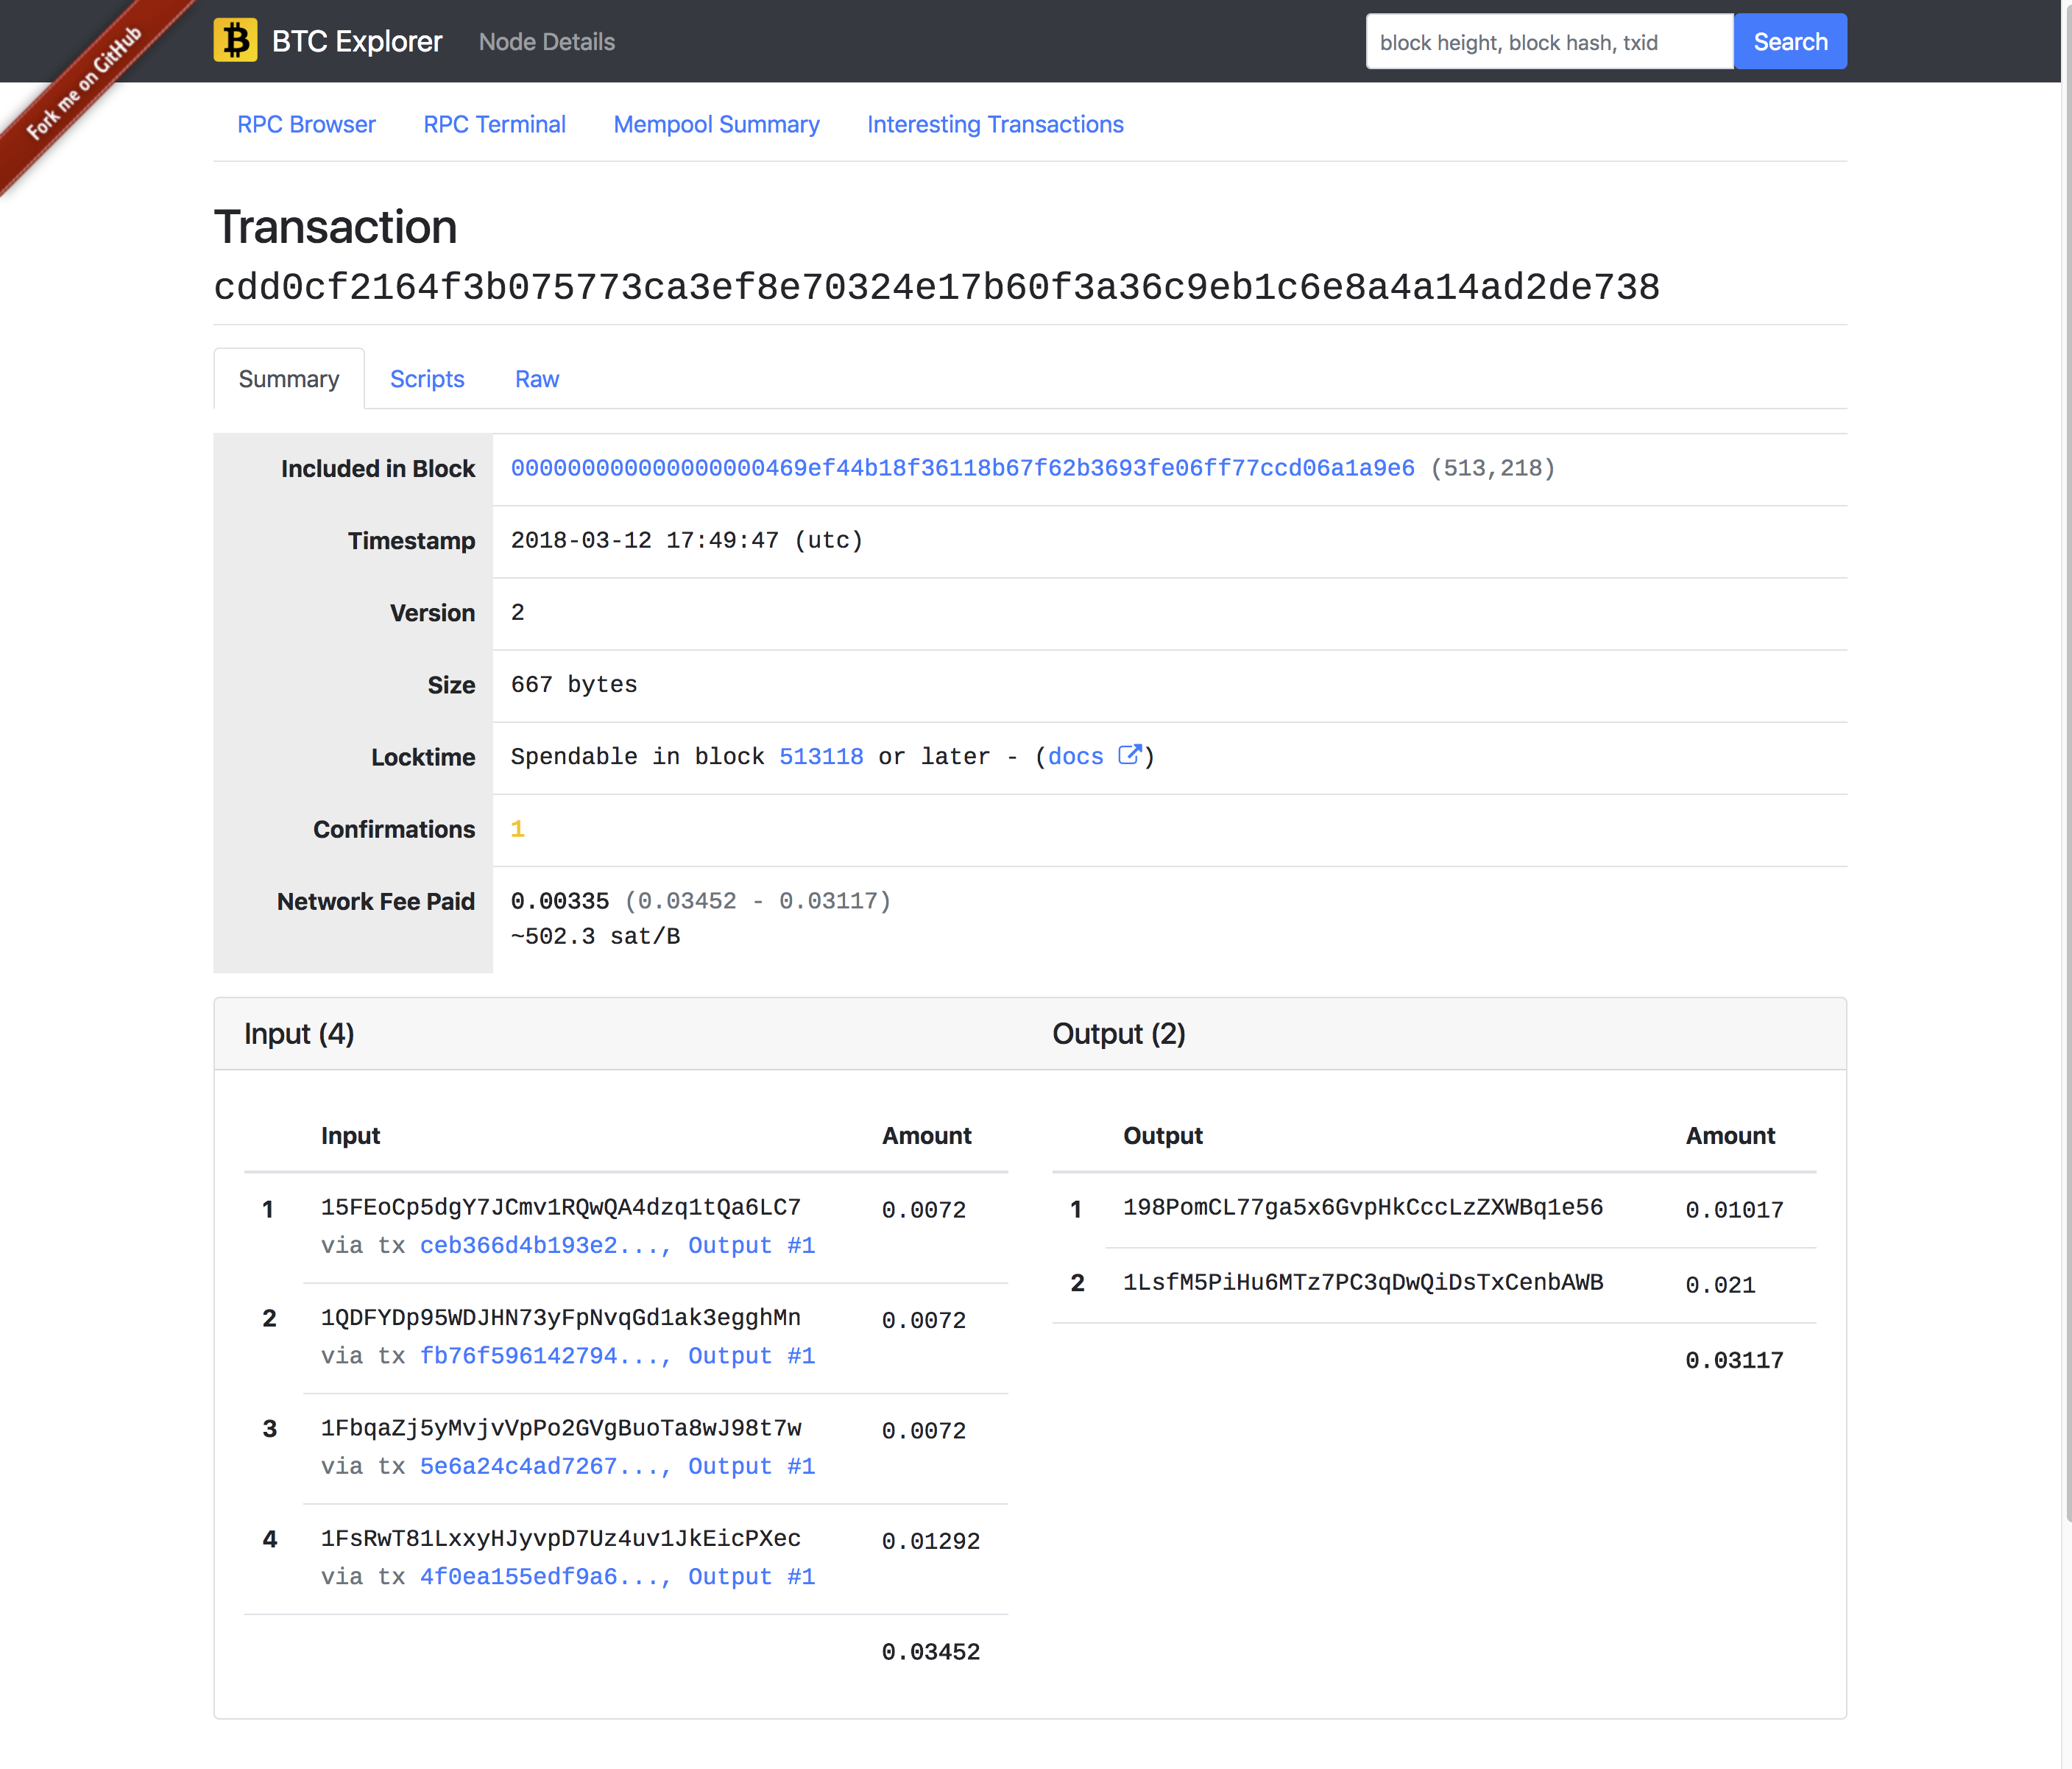 Fork me on GitHub
BTC Explorer Node Details block height, block hash, txid Search
RPC Browser RPC Terminal Mempool Summary Interesting Transactions
Transaction
cdd0cf2164f3b075773ca3ef8e70324e17b60f3a36c9eb1c6e8a4a14ad2de738
Summary Scripts Raw
Included in Block 000000000000000000469ef44b18f36118b67f62b3693fe06ff77ccd06a1a9e6 (513,218)
Timestamp 2018-03-12 17:49:47 (utc)
Version 2
Size 667 bytes
Locktime Spendable in block 513118 or later - (docs )
Confirmations 1
Network Fee Paid 0.00335 (0.03452 - 0.03117)
~502.3 sat/B
Input (4)
Input Amount
1 15FEoCp5dgY7JCmv1RQwQA4dzq1tQa6LC7 0.0072
via tx ceb366d4b193e2..., Output #1
2 1QDFYDp95WDJHN73yFpNvqGd1ak3egghMn 0.0072
via tx fb76f596142794..., Output #1
3 1FbqaZj5yMvjvVpPo2GVgBuoTa8wJ98t7w 0.0072
via tx 5e6a24c4ad7267..., Output #1
4 1FsRwT81LxxyHJyvpD7Uz4uv1JkEicPXec 0.01292
via tx 4f0ea155edf9a6..., Output #1
0.03452
Output (2)
Output Amount
1 198PomCL77ga5x6GvpHkCccLzZXWBq1e56 0.01017
2 1LsfM5PiHu6MTz7PC3qDwQiDsTxCenbAWB 0.021
0.03117